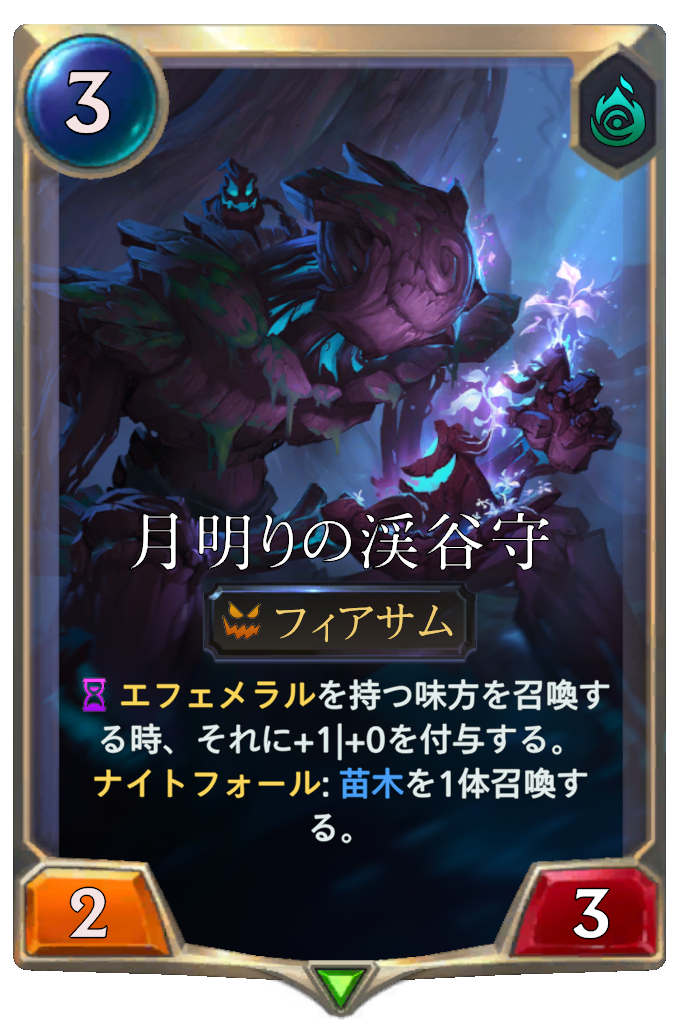 3
月明りの渓谷守
フィアサム
エフェメラルを持つ味方を召喚す
る時、それに+1|+0を付与する。
ナイトフォール: 苗木を1体召喚す
る。
2
3